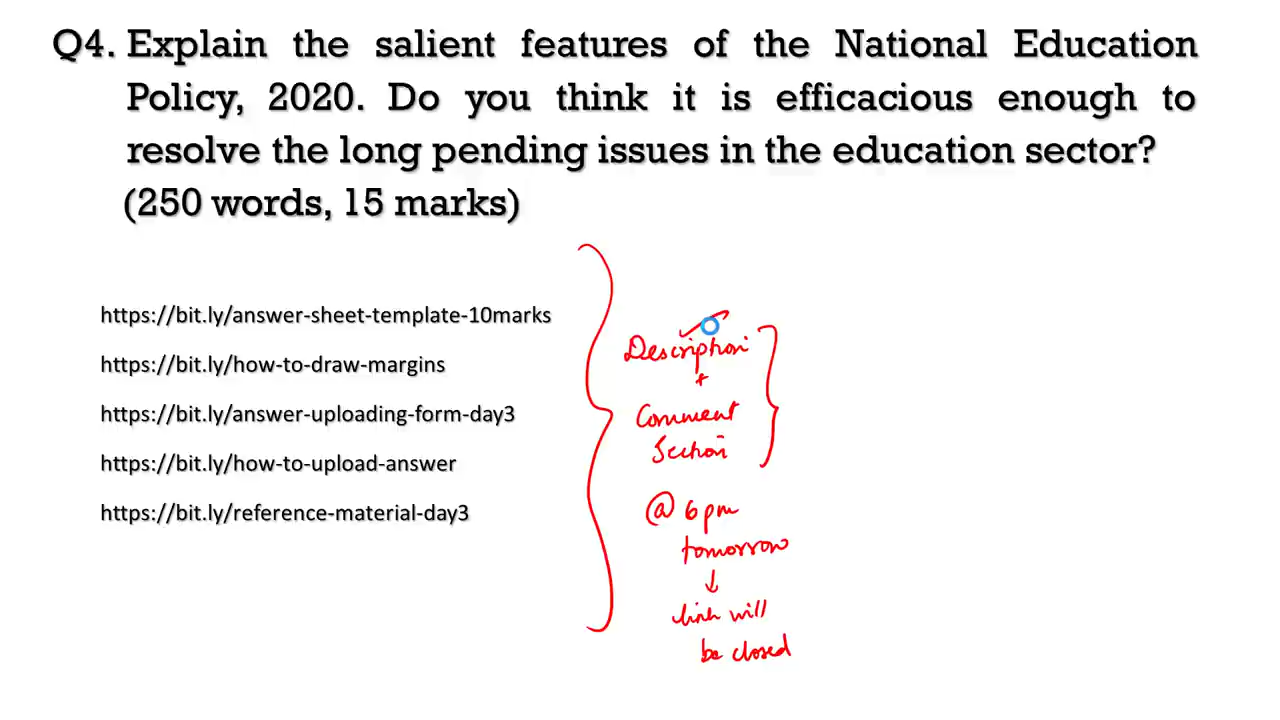 Q4. Explain the salient features of the National Education
Policy, 2020. Do you think it is efficacious enough to
resolve the long pending issues in the education sector?
(250 words, 15 marks)
https://bit.ly/answer-sheet-template-10marks
https://bit.ly/how-to-draw-margins
https://bit.ly/answer-uploading-form-day3
https://bit.ly/how-to-upload-answer
https://bit.ly/reference-material-day3
Description
+
Comment
Section
@ 6 pm
tomorrow
↓
link will
be closed